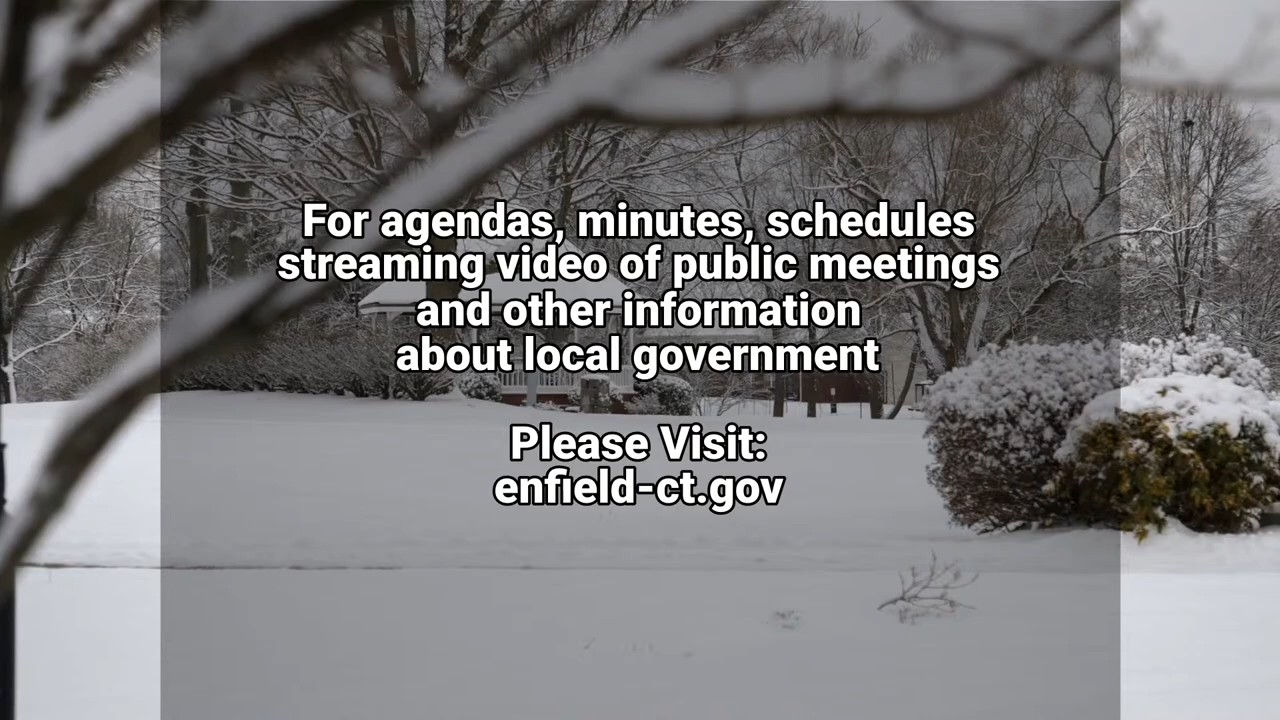 For agendas, minutes, schedules
streaming video of public meetings
and other information
about local government
Please Visit:
enfield-ct.gov